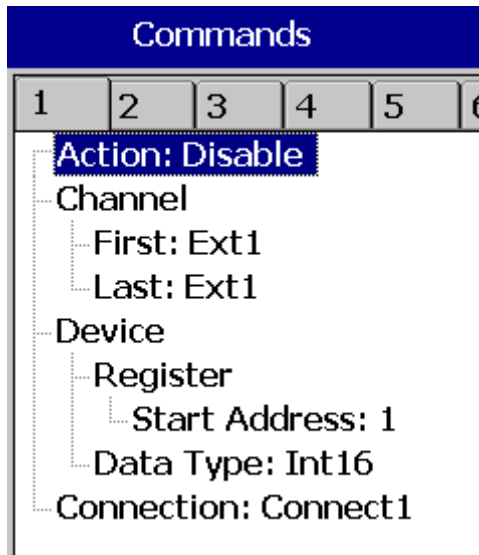 Commands
1 2 3 4 5 6
Action: Disable
Channel
First: Ext1
Last: Ext1
Device
Register
Start Address: 1
Data Type: Int16
Connection: Connect1